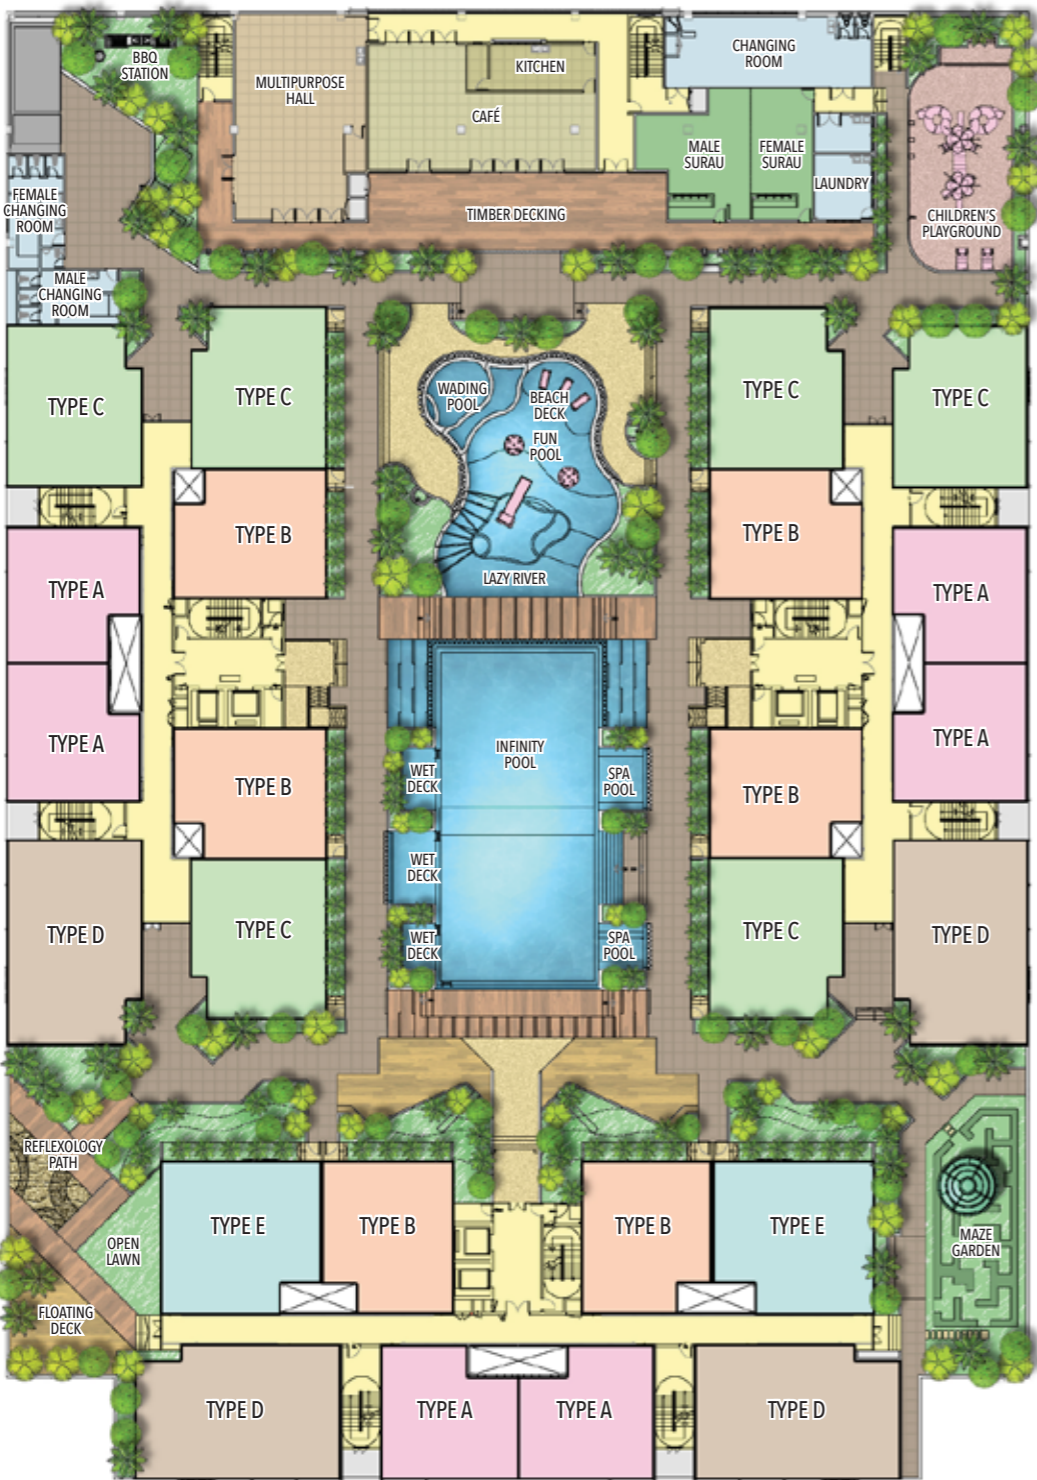 BBQ
STATION
MULTIPURPOSE
HALL
KITCHEN
CAFÉ
CHANGING
ROOM
MALE
SURAU
FEMALE
SURAU
LAUNDRY
FEMALE
CHANGING
ROOM
TIMBER DECKING
CHILDREN'S
PLAYGROUND
MALE
CHANGING
ROOM
TYPE C
TYPE C
WADING
POOL
BEACH
DECK
FUN
POOL
TYPE C
TYPE C
TYPE B
TYPE B
LAZY RIVER
TYPE A
TYPE A
TYPE A
TYPE B
INFINITY
POOL
WET
DECK
SPA
POOL
TYPE B
TYPE A
WET
DECK
TYPE D
TYPE C
WET
DECK
SPA
POOL
TYPE C
TYPE D
REFLEXOLOGY
PATH
OPEN
LAWN
TYPE E
TYPE B
TYPE B
TYPE E
MAZE
GARDEN
FLOATING
DECK
TYPE D
TYPE A
TYPE A
TYPE D